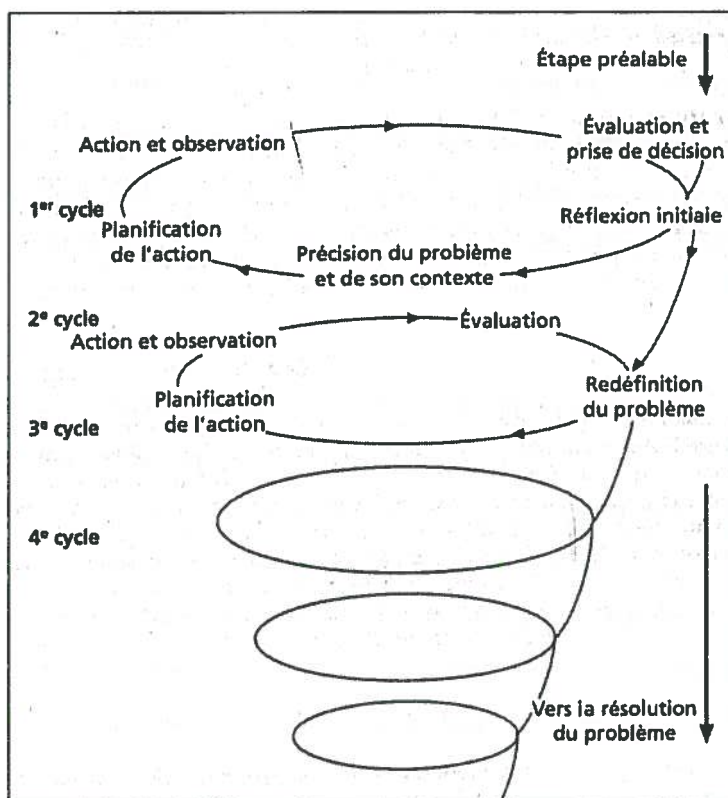 Étape préalable
Action et observation
Évaluation et
prise de décision
1er cycle
Planification
de l'action
Précision du problème
et de son contexte
Réflexion initiaie
2e cycle
Action et observation
Évaluation
Planification
de l'action
Redéfinition
du problème
3e cycle
4e cycle
Vers ia résolution
du problème